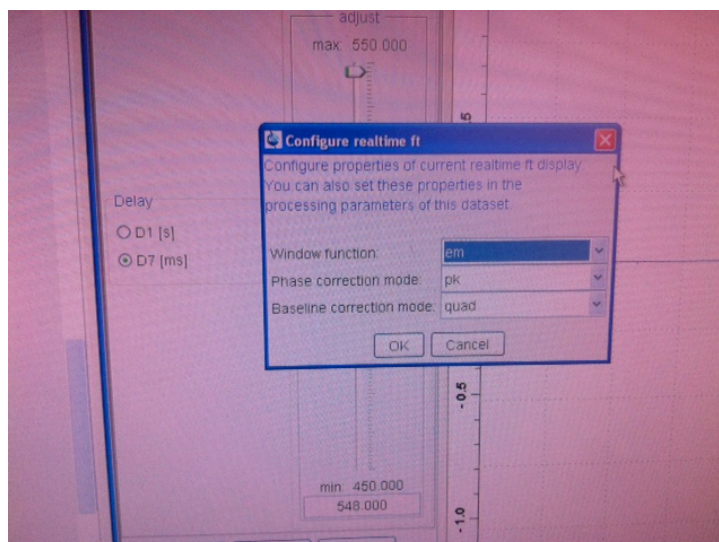 adjust
max: 550.000
Configure realtime ft
Configure properties of current realtime ft display.
You can also set these properties in the
processing parameters of this dataset.
Delay
D1 [s]
D7 [ms]
Window function: em
Phase correction mode: pk
Baseline correction mode: quad
OK Cancel
- 0.5
min: 450.000
548.000
- 1.0